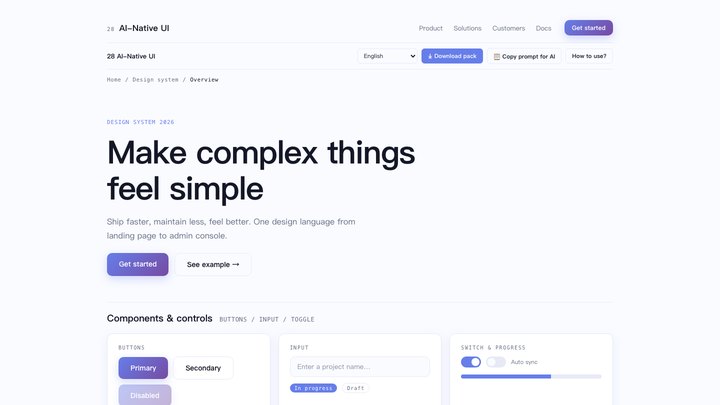 28 AI-Native UI
Product Solutions Customers Docs Get started
28 AI-Native UI
English Download pack Copy prompt for AI How to use?
Home / Design system / Overview
DESIGN SYSTEM 2026
Make complex things
feel simple
Ship faster, maintain less, feel better. One design language from
landing page to admin console.
Get started See example →
Components & controls BUTTONS / INPUT / TOGGLE
BUTTONS
Primary Secondary
Disabled
INPUT
Enter a project name...
In progress Draft
SWITCH & PROGRESS
Auto sync